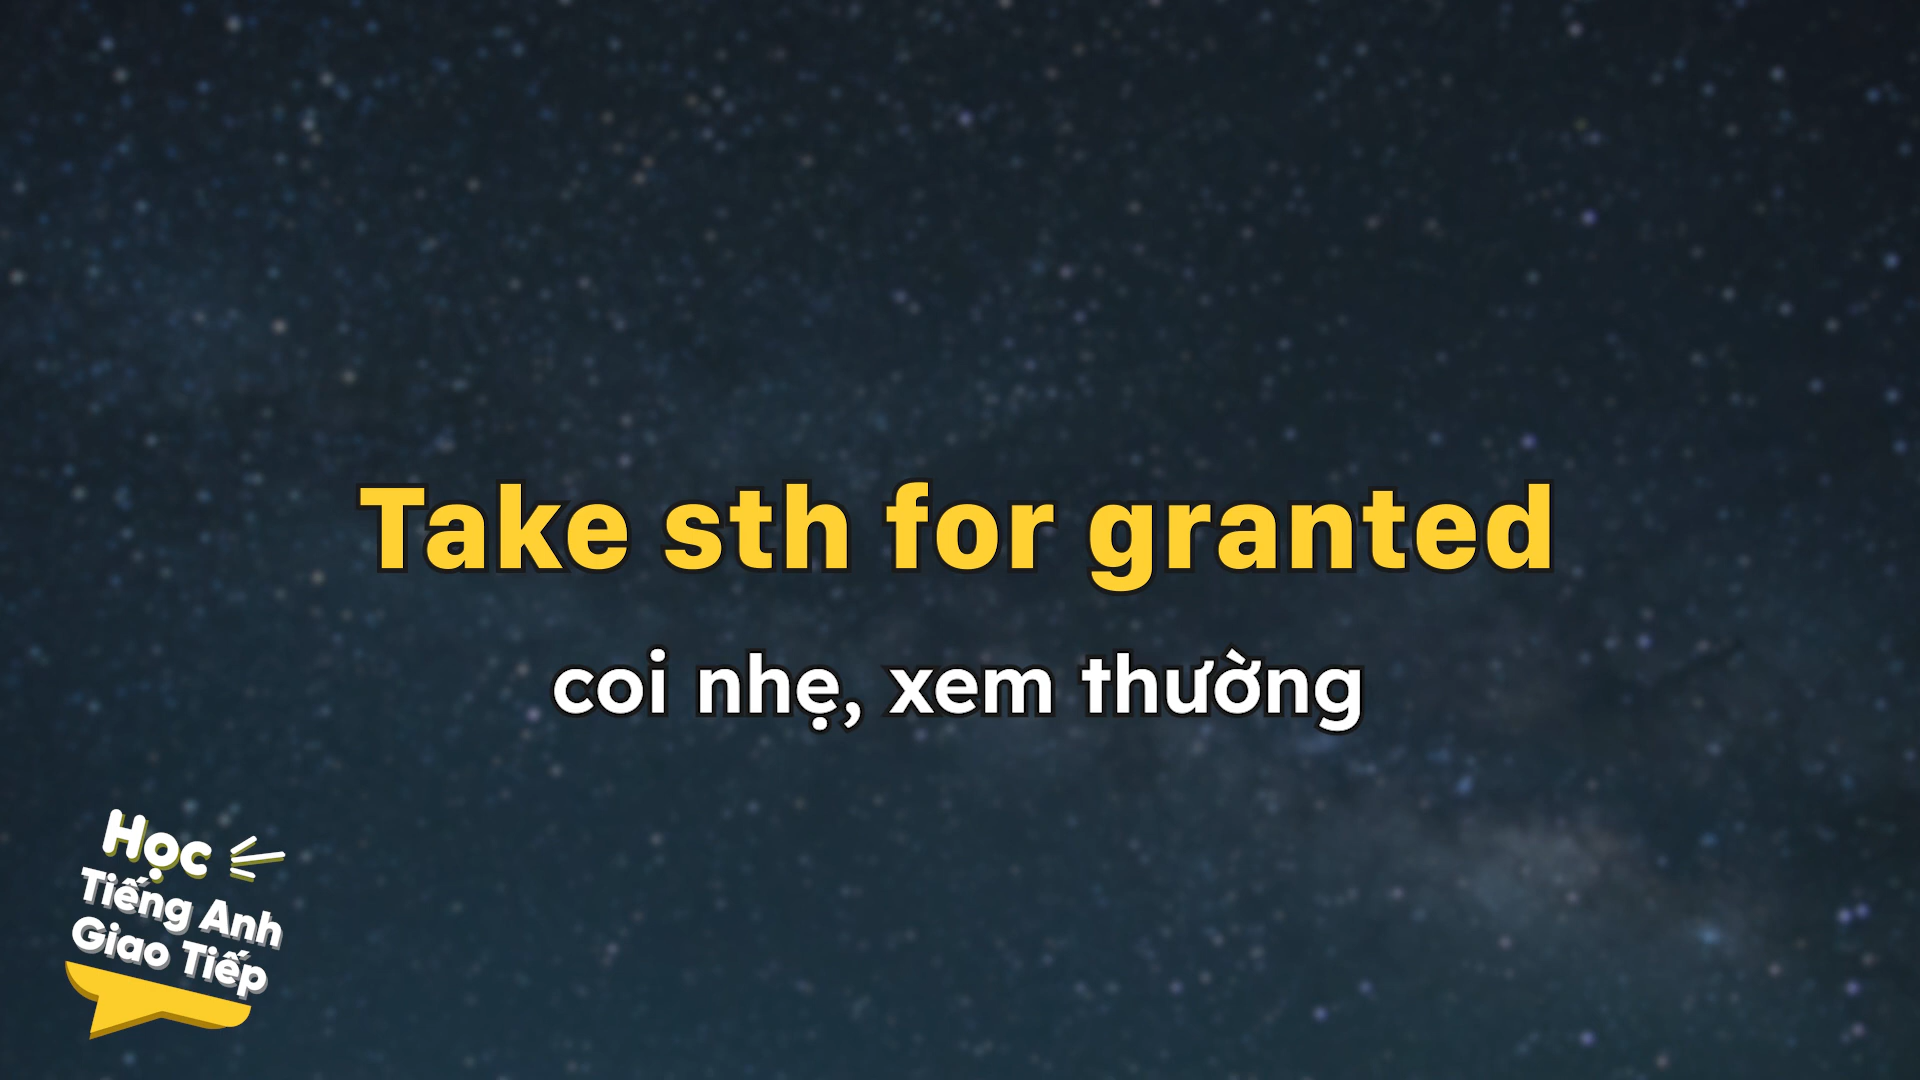 Take sth for granted
coi nhẹ, xem thường
Học
Tiếng Anh
Giao Tiếp